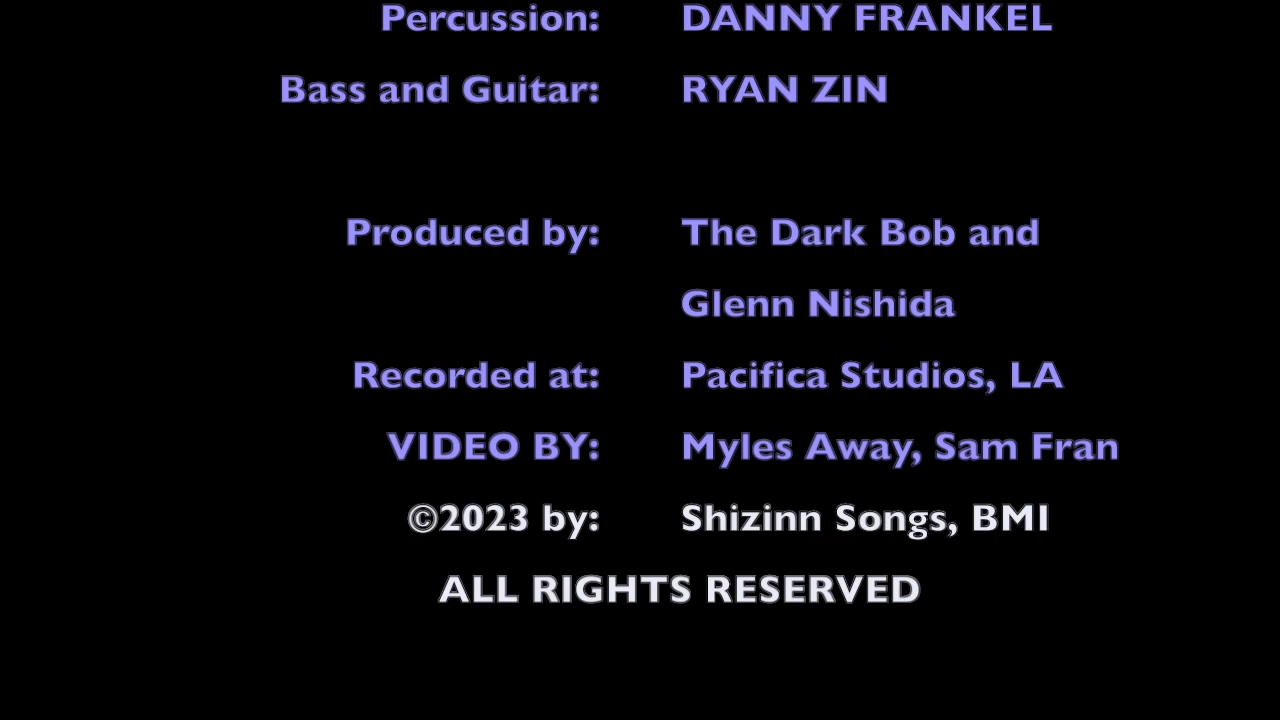 Percussion: DANNY FRANKEL
Bass and Guitar: RYAN ZIN
Produced by: The Dark Bob and
Glenn Nishida
Recorded at: Pacifica Studios, LA
VIDEO BY: Myles Away, Sam Fran
©2023 by: Shizinn Songs, BMI
ALL RIGHTS RESERVED